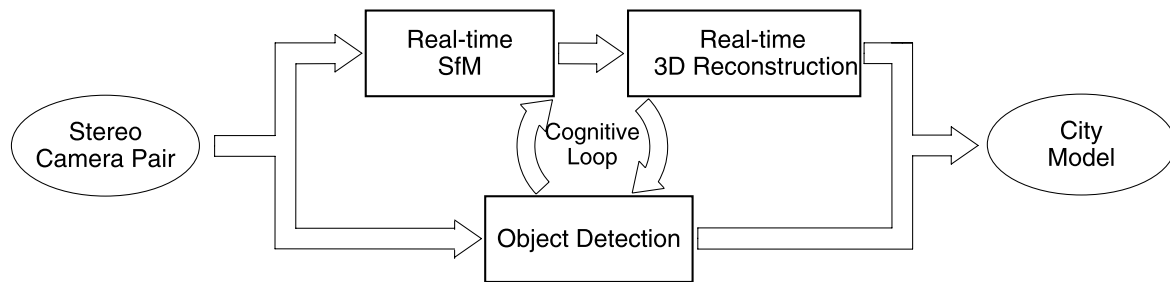 Real-time
SfM
Real-time
3D Reconstruction
Stereo
Camera Pair
Cognitive
Loop
City
Model
Object Detection